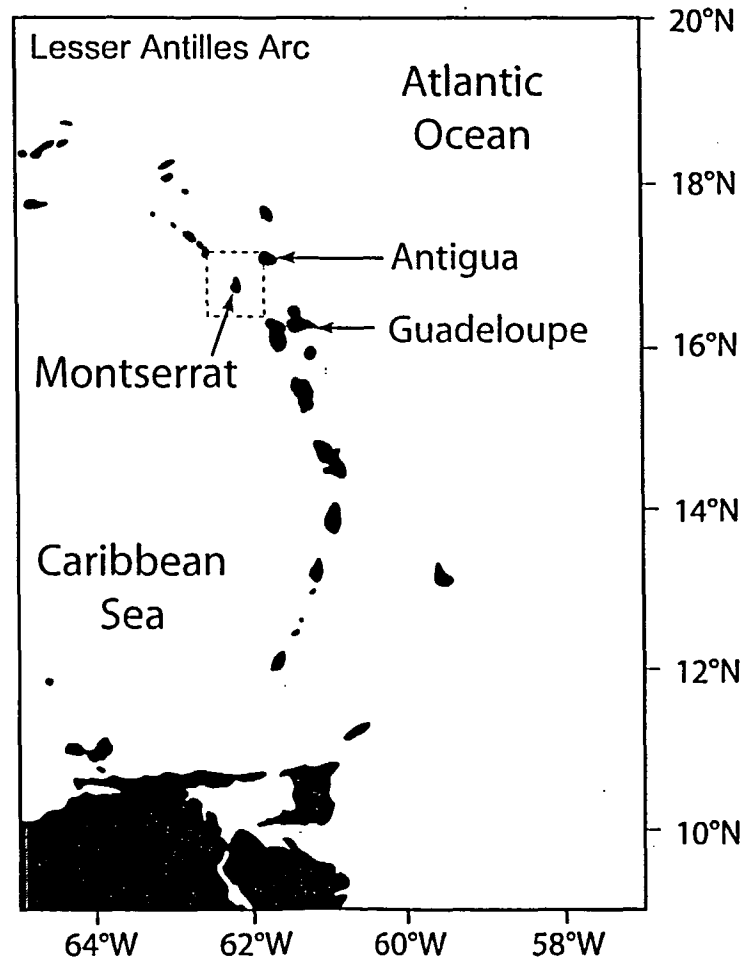 Lesser Antilles Arc
Atlantic
Ocean
Antigua
Guadeloupe
Montserrat
Caribbean
Sea
20°N
18°N
16°N
14°N
12°N
10°N
64°W
62°W
60°W
58°W